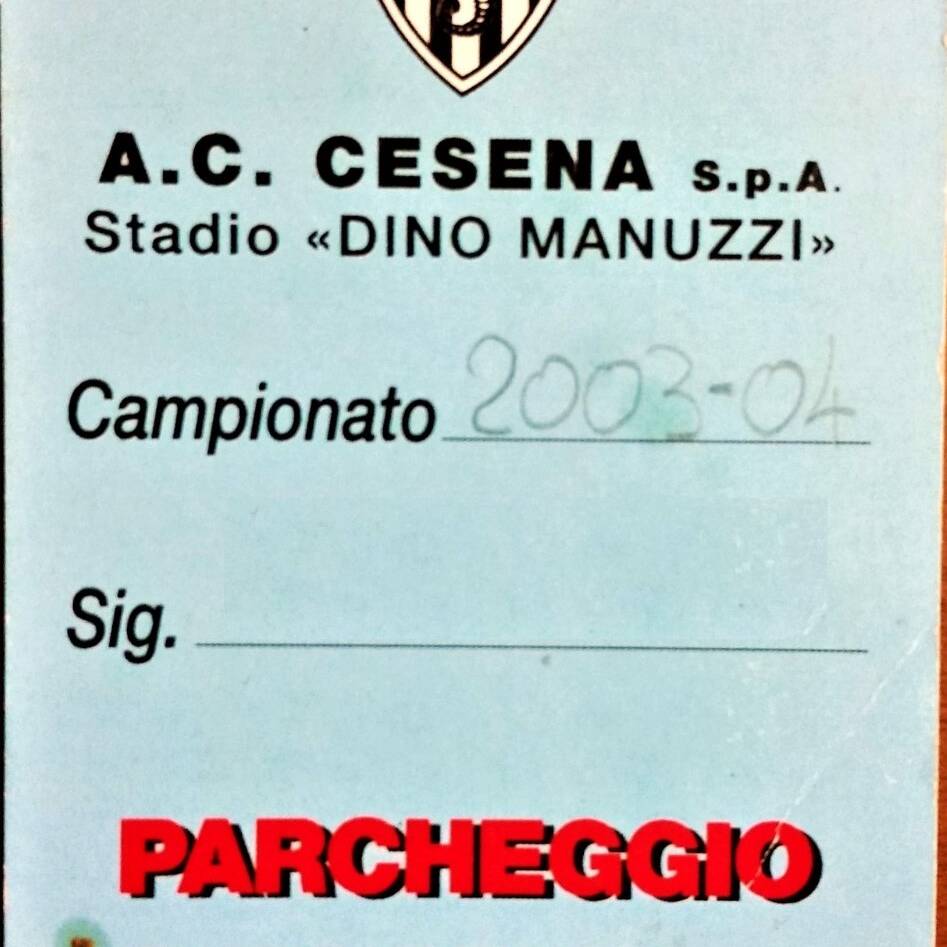 A.C. CESENA S.p.A.
Stadio «DINO MANUZZI»
Campionato 2003-04
Sig.
PARCHEGGIO